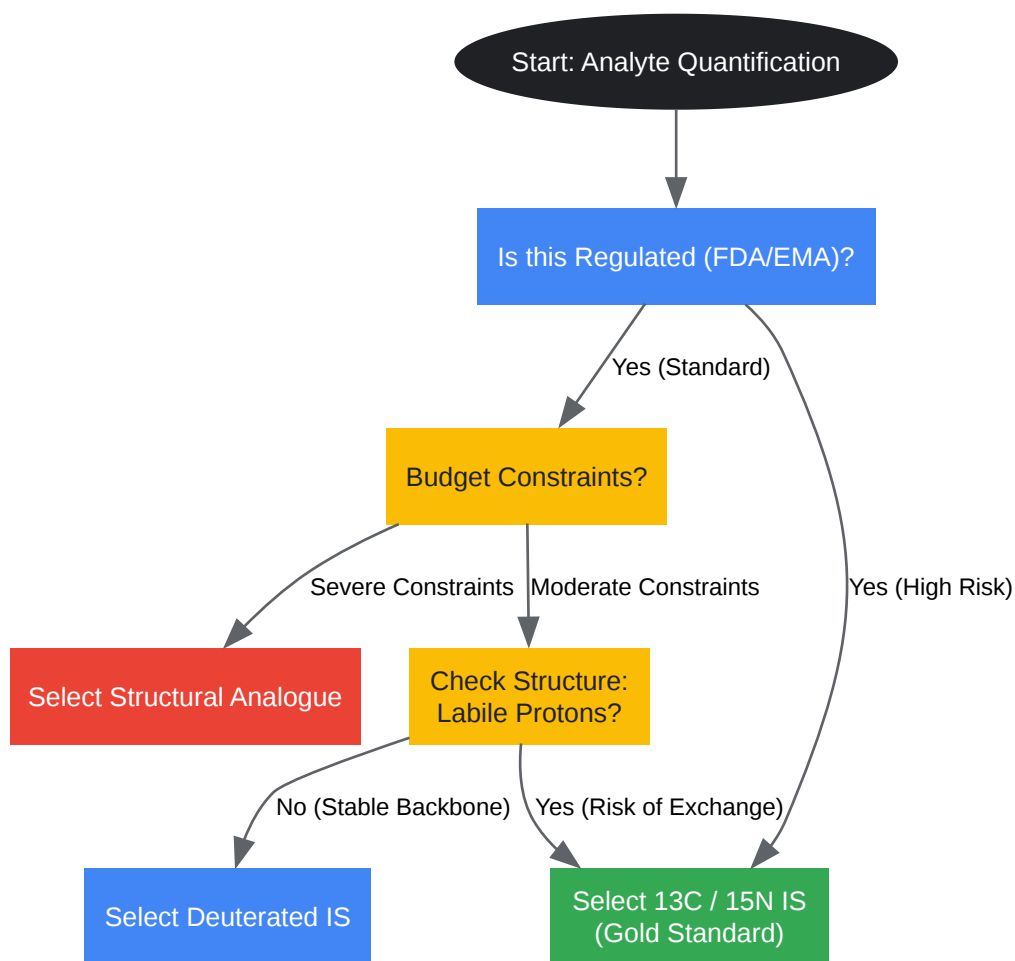 Start: Analyte Quantification
Is this Regulated (FDA/EMA)?
Yes (Standard)
Budget Constraints?
Severe Constraints
Moderate Constraints
Yes (High Risk)
Select Structural Analogue
Check Structure:
Labile Protons?
No (Stable Backbone)
Yes (Risk of Exchange)
Select Deuterated IS
Select 13C / 15N IS
(Gold Standard)